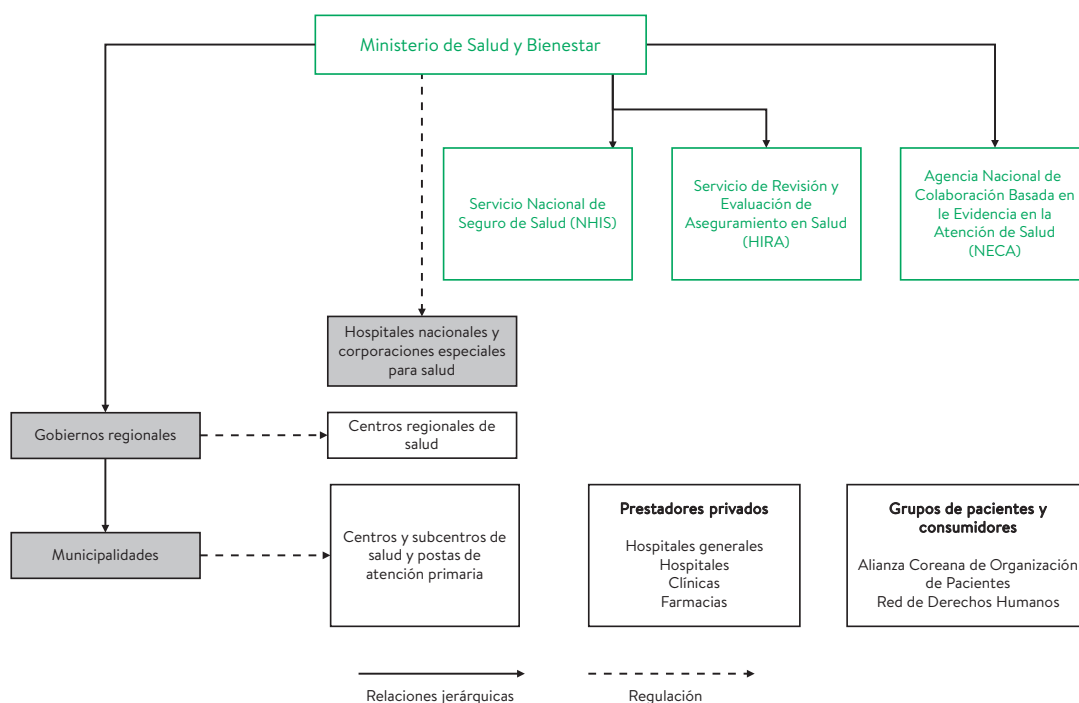 Ministerio de Salud y Bienestar
Servicio Nacional de
Seguro de Salud (NHIS)
Servicio de Revisión y
Evaluación de
Aseguramiento en Salud
(HIRA)
Agencia Nacional de
Colaboración Basada en
le Evidencia en la
Atención de Salud
(NECA)
Hospitales nacionales y
corporaciones especiales
para salud
Gobiernos regionales
Centros regionales de
salud
Municipalidades
Centros y subcentros de
salud y postas de
atención primaria
Prestadores privados
Hospitales generales
Hospitales
Clínicas
Farmacias
Grupos de pacientes y
consumidores
Alianza Coreana de Organización
de Pacientes
Red de Derechos Humanos
Relaciones jerárquicas
Regulación